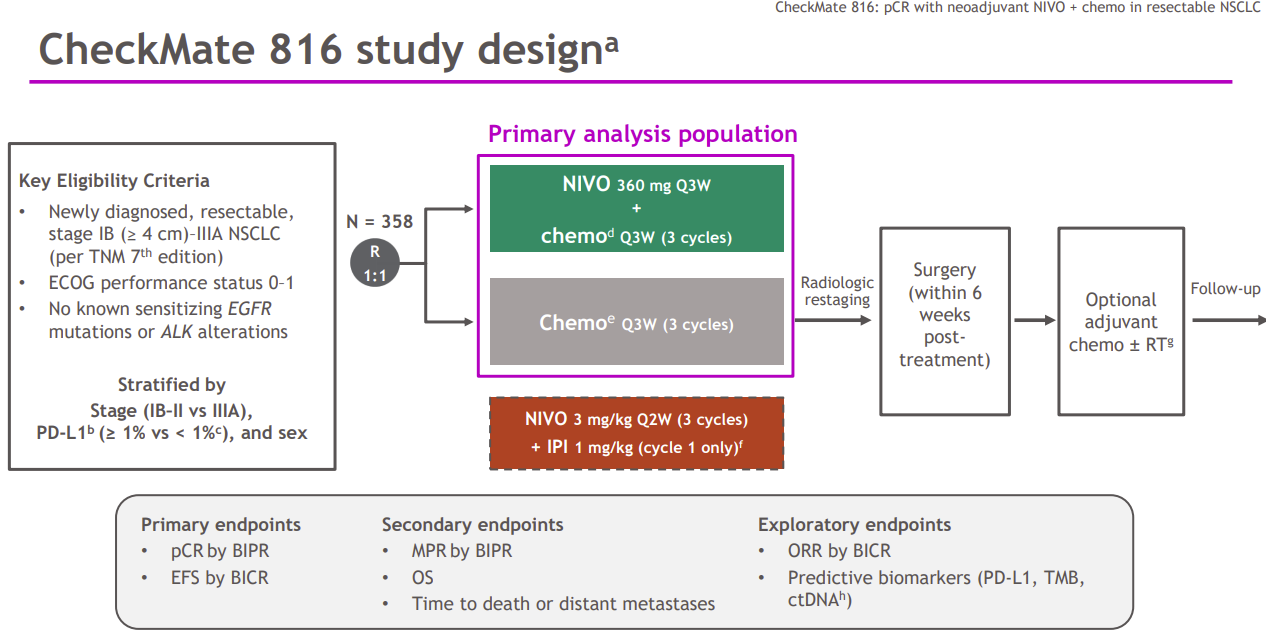 CheckMate 816: pCR with neoadjuvant NIVO + chemo in resectable NSCLC
CheckMate 816 study designᵃ
Primary analysis population
Key Eligibility Criteria
• Newly diagnosed, resectable,
stage IB (≥ 4 cm)–IIIA NSCLC
(per TNM 7ᵗʰ edition)
• ECOG performance status 0–1
• No known sensitizing EGFR
mutations or ALK alterations
Stratified by
Stage (IB-II vs IIIA),
PD-L1ᵇ (≥ 1% vs < 1%ᶜ), and sex
N = 358
R
1:1
NIVO 360 mg Q3W
+
chemoᵈ Q3W (3 cycles)
Chemoᵉ Q3W (3 cycles)
NIVO 3 mg/kg Q2W (3 cycles)
+ IPI 1 mg/kg (cycle 1 only)ᶠ
Radiologic
restaging
Surgery
(within 6
weeks
post-
treatment)
Optional
adjuvant
chemo ± RTᵍ
Follow-up
Primary endpoints
• pCR by BIPR
• EFS by BICR
Secondary endpoints
• MPR by BIPR
• OS
• Time to death or distant metastases
Exploratory endpoints
• ORR by BICR
• Predictive biomarkers (PD-L1, TMB,
ctDNAʰ)